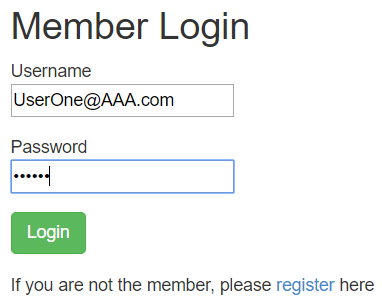 Member Login
Username
UserOne@AAA.com
Password
••••••
Login
If you are not the member, please register here